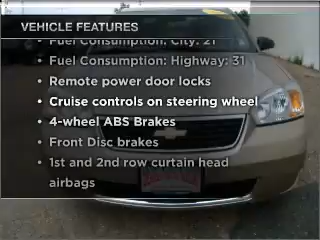 VEHICLE FEATURES
Fuel Consumption: City: 21
Fuel Consumption: Highway: 31
Remote power door locks
Cruise controls on steering wheel
4-wheel ABS Brakes
Front Disc brakes
1st and 2nd row curtain head
airbags